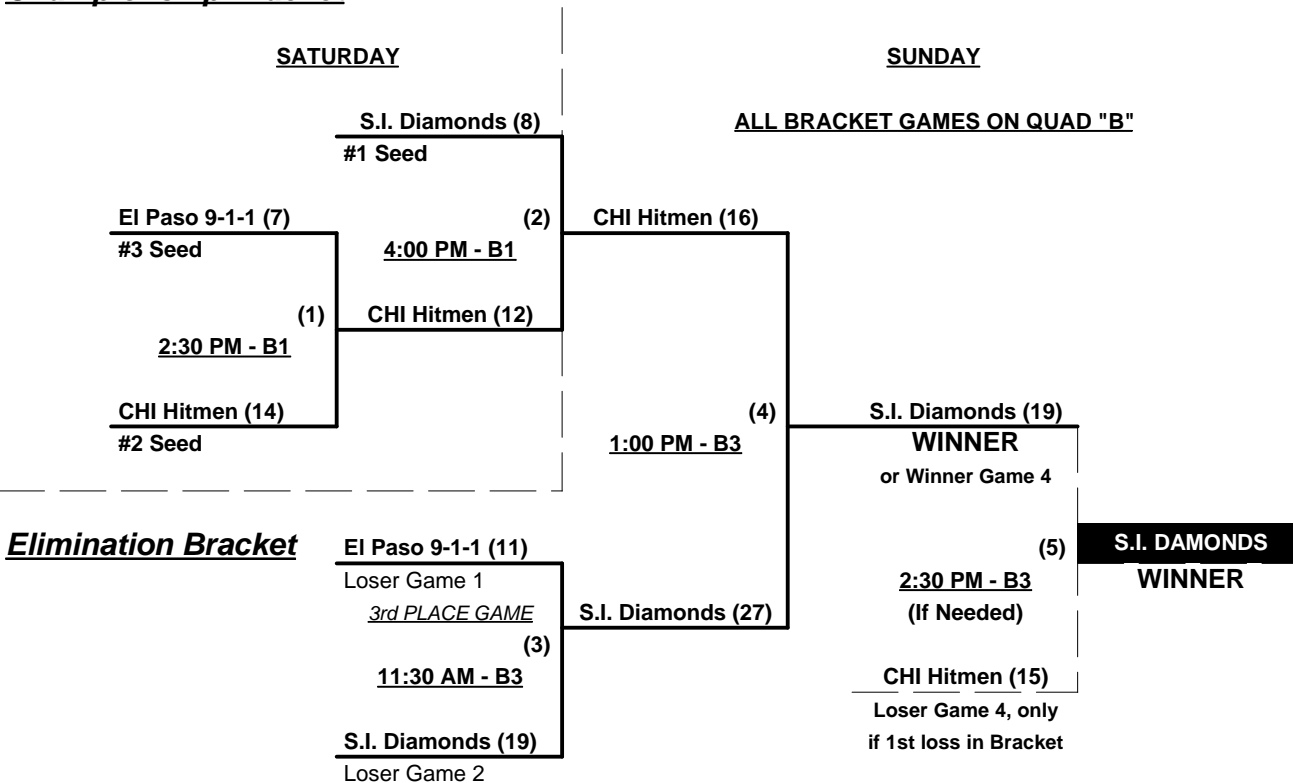 SATURDAY
SUNDAY
S.I. Diamonds (8)
ALL BRACKET GAMES ON QUAD "B"
#1 Seed
El Paso 9-1-1 (7)
(2)
CHI Hitmen (16)
#3 Seed
4:00 PM - B1
(1)
CHI Hitmen (12)
2:30 PM - B1
CHI Hitmen (14)
(4)
S.I. Diamonds (19)
#2 Seed
1:00 PM - B3
WINNER
or Winner Game 4
Elimination Bracket
El Paso 9-1-1 (11)
(5)
S.I. DAMONDS
Loser Game 1
2:30 PM - B3
WINNER
3rd PLACE GAME
S.I. Diamonds (27)
(If Needed)
(3)
11:30 AM - B3
CHI Hitmen (15)
Loser Game 4, only
S.I. Diamonds (19)
if 1st loss in Bracket
Loser Game 2